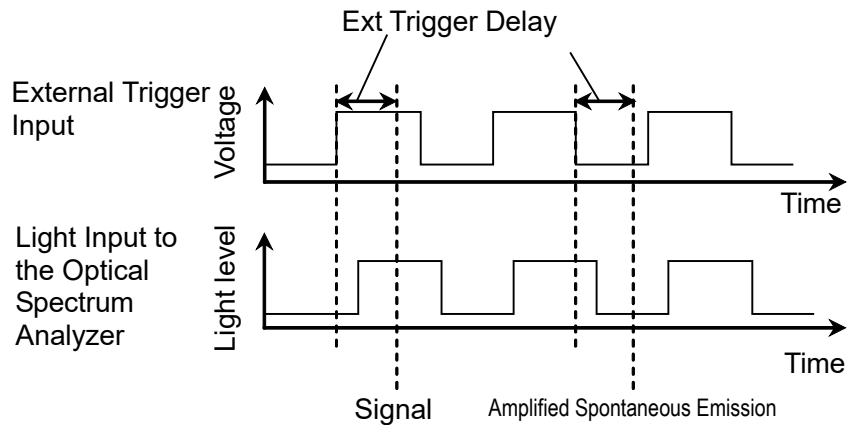 Ext Trigger Delay
External Trigger
Input
Voltage
Time
Light Input to
the Optical
Spectrum
Analyzer
Light level
Time
Signal
Amplified Spontaneous Emission